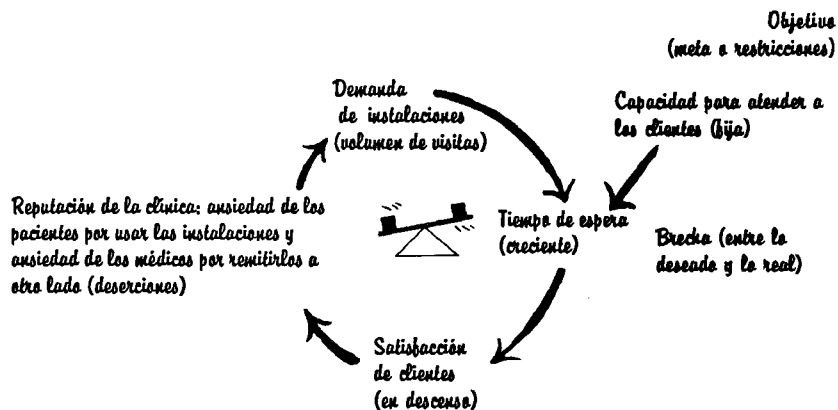 Objetivo
(meta o restricciones)
Demanda
de instalaciones
(volumen de visitas)
Capacidad para atender a
los clientes (fija)
Reputación de la clínica: ansiedad de los
pacientes por usar las instalaciones y
ansiedad de los médicos por remitirlos a
otro lado (deserciones)
Tiempo de espera
(creciente)
Brecha (entre lo
deseado y lo real)
Satisfacción
de clientes
(en descenso)